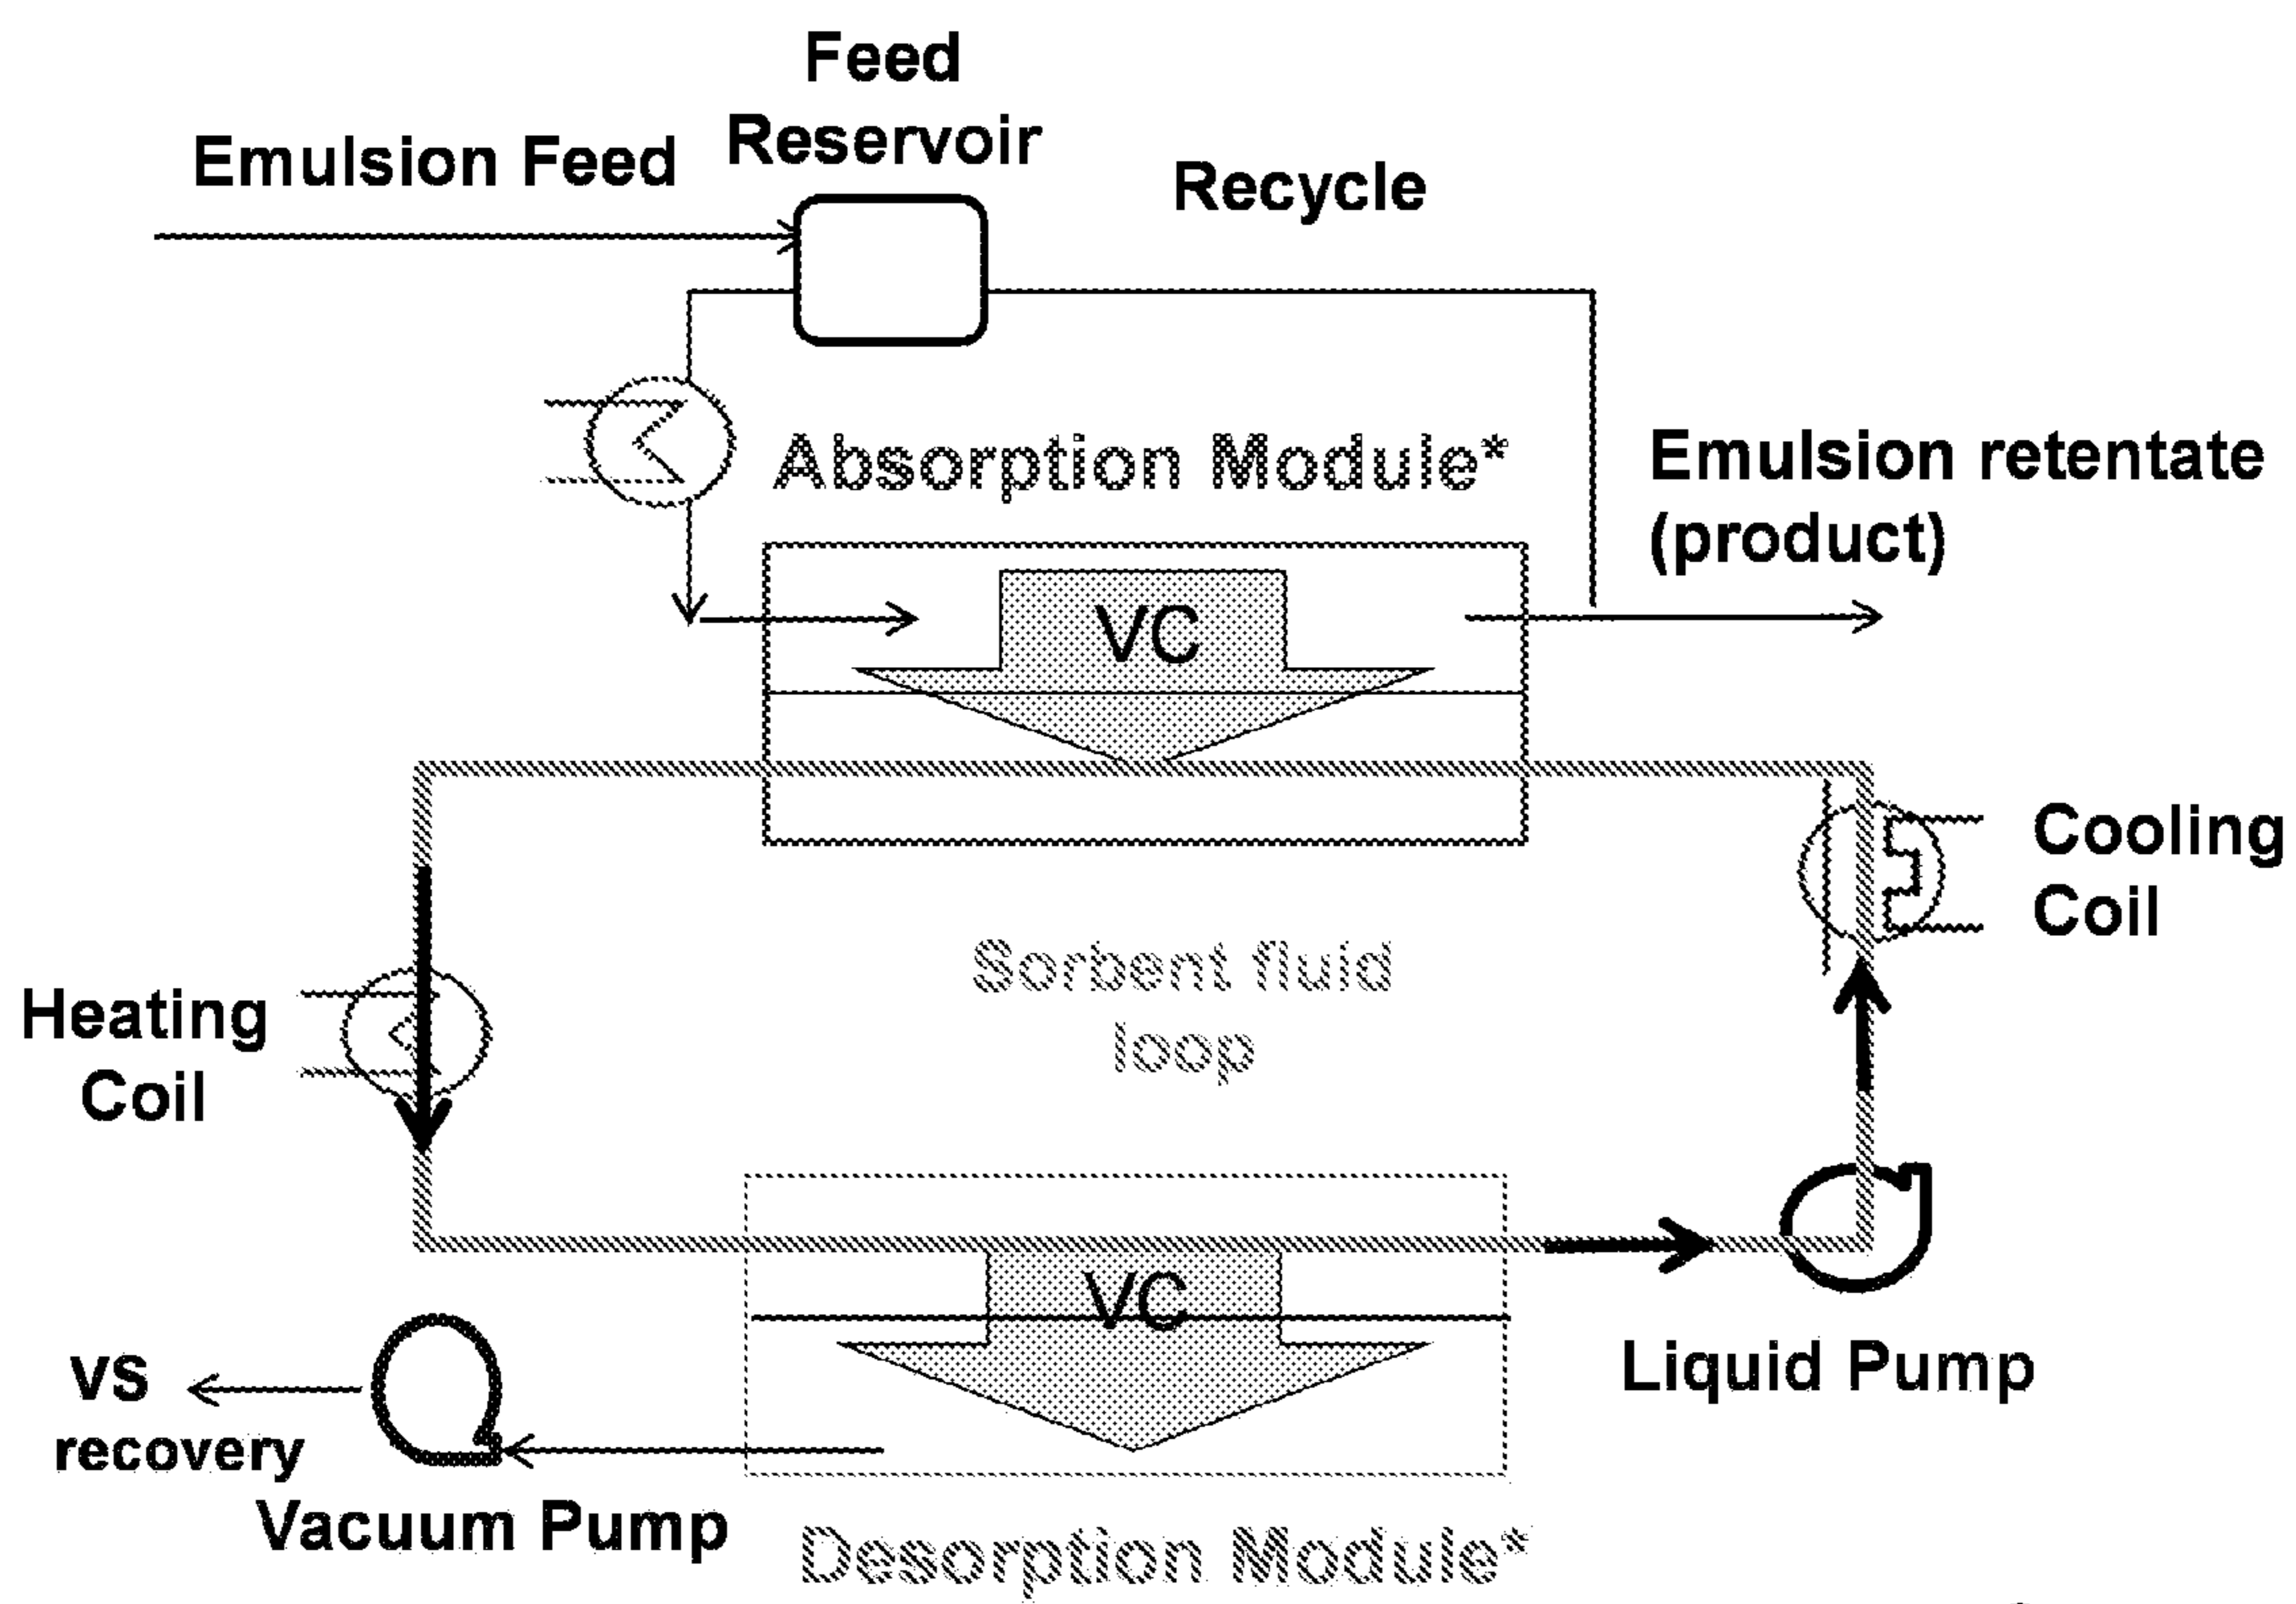 Feed
Reservoir
Emulsion Feed
Recycle
Absorption Module*
Emulsion retentate
(product)
VC
Cooling
Coil
Sorbent fluid
loop
Heating
Coil
VC
Liquid Pump
VS
recovery
Vacuum Pump
Desorption Module*